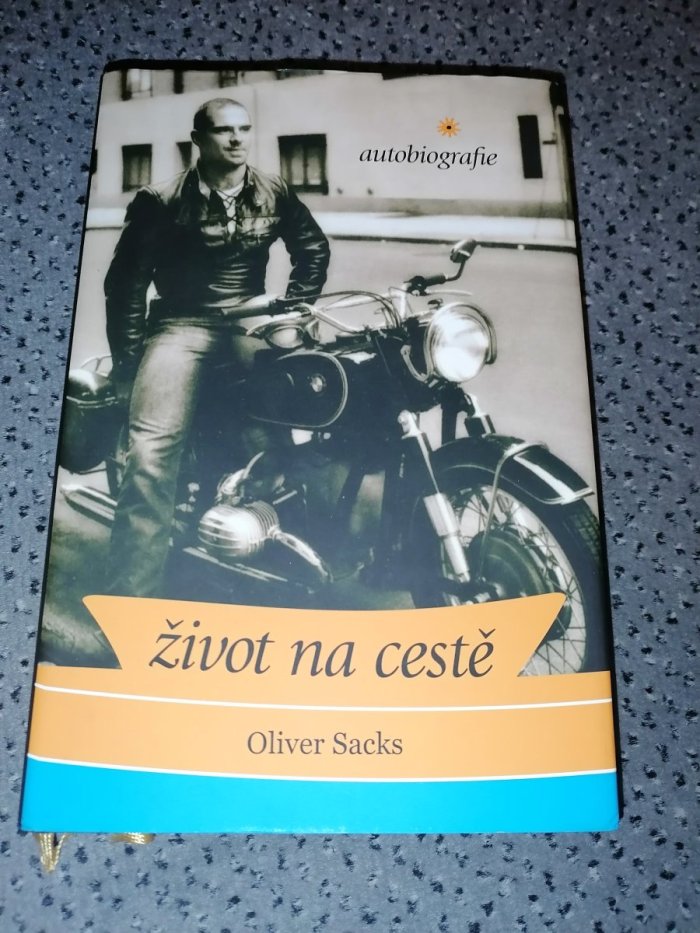 autobiografie
život na cestě
Oliver Sacks